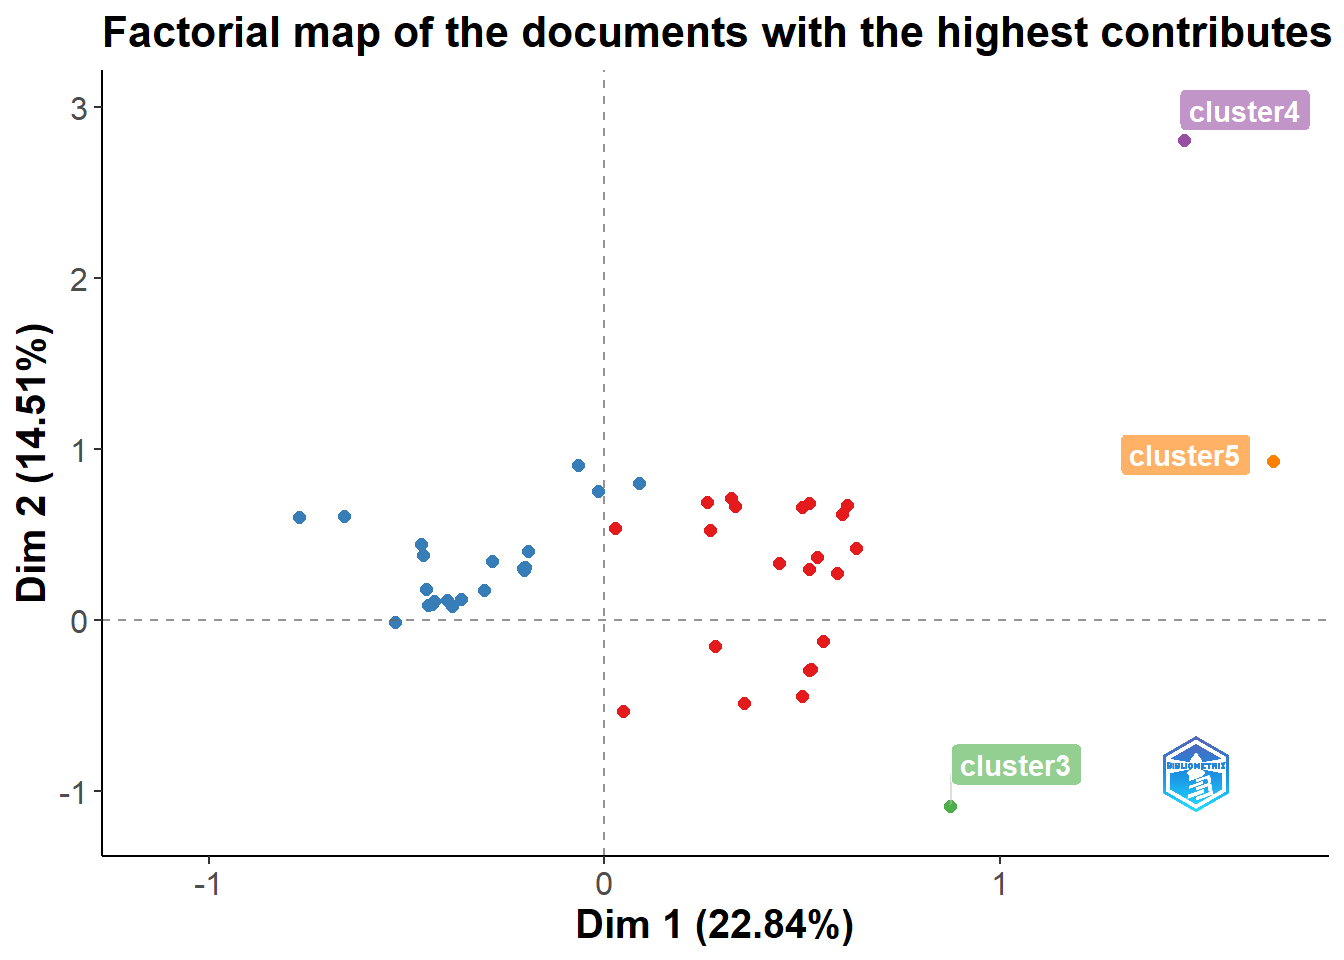 Factorial map of the documents with the highest contributes
3
2
1
0
-1
Dim 2 (14.51%)
cluster4
cluster5
cluster3
BIBLIOMETRIX
-1
0
1
Dim 1 (22.84%)